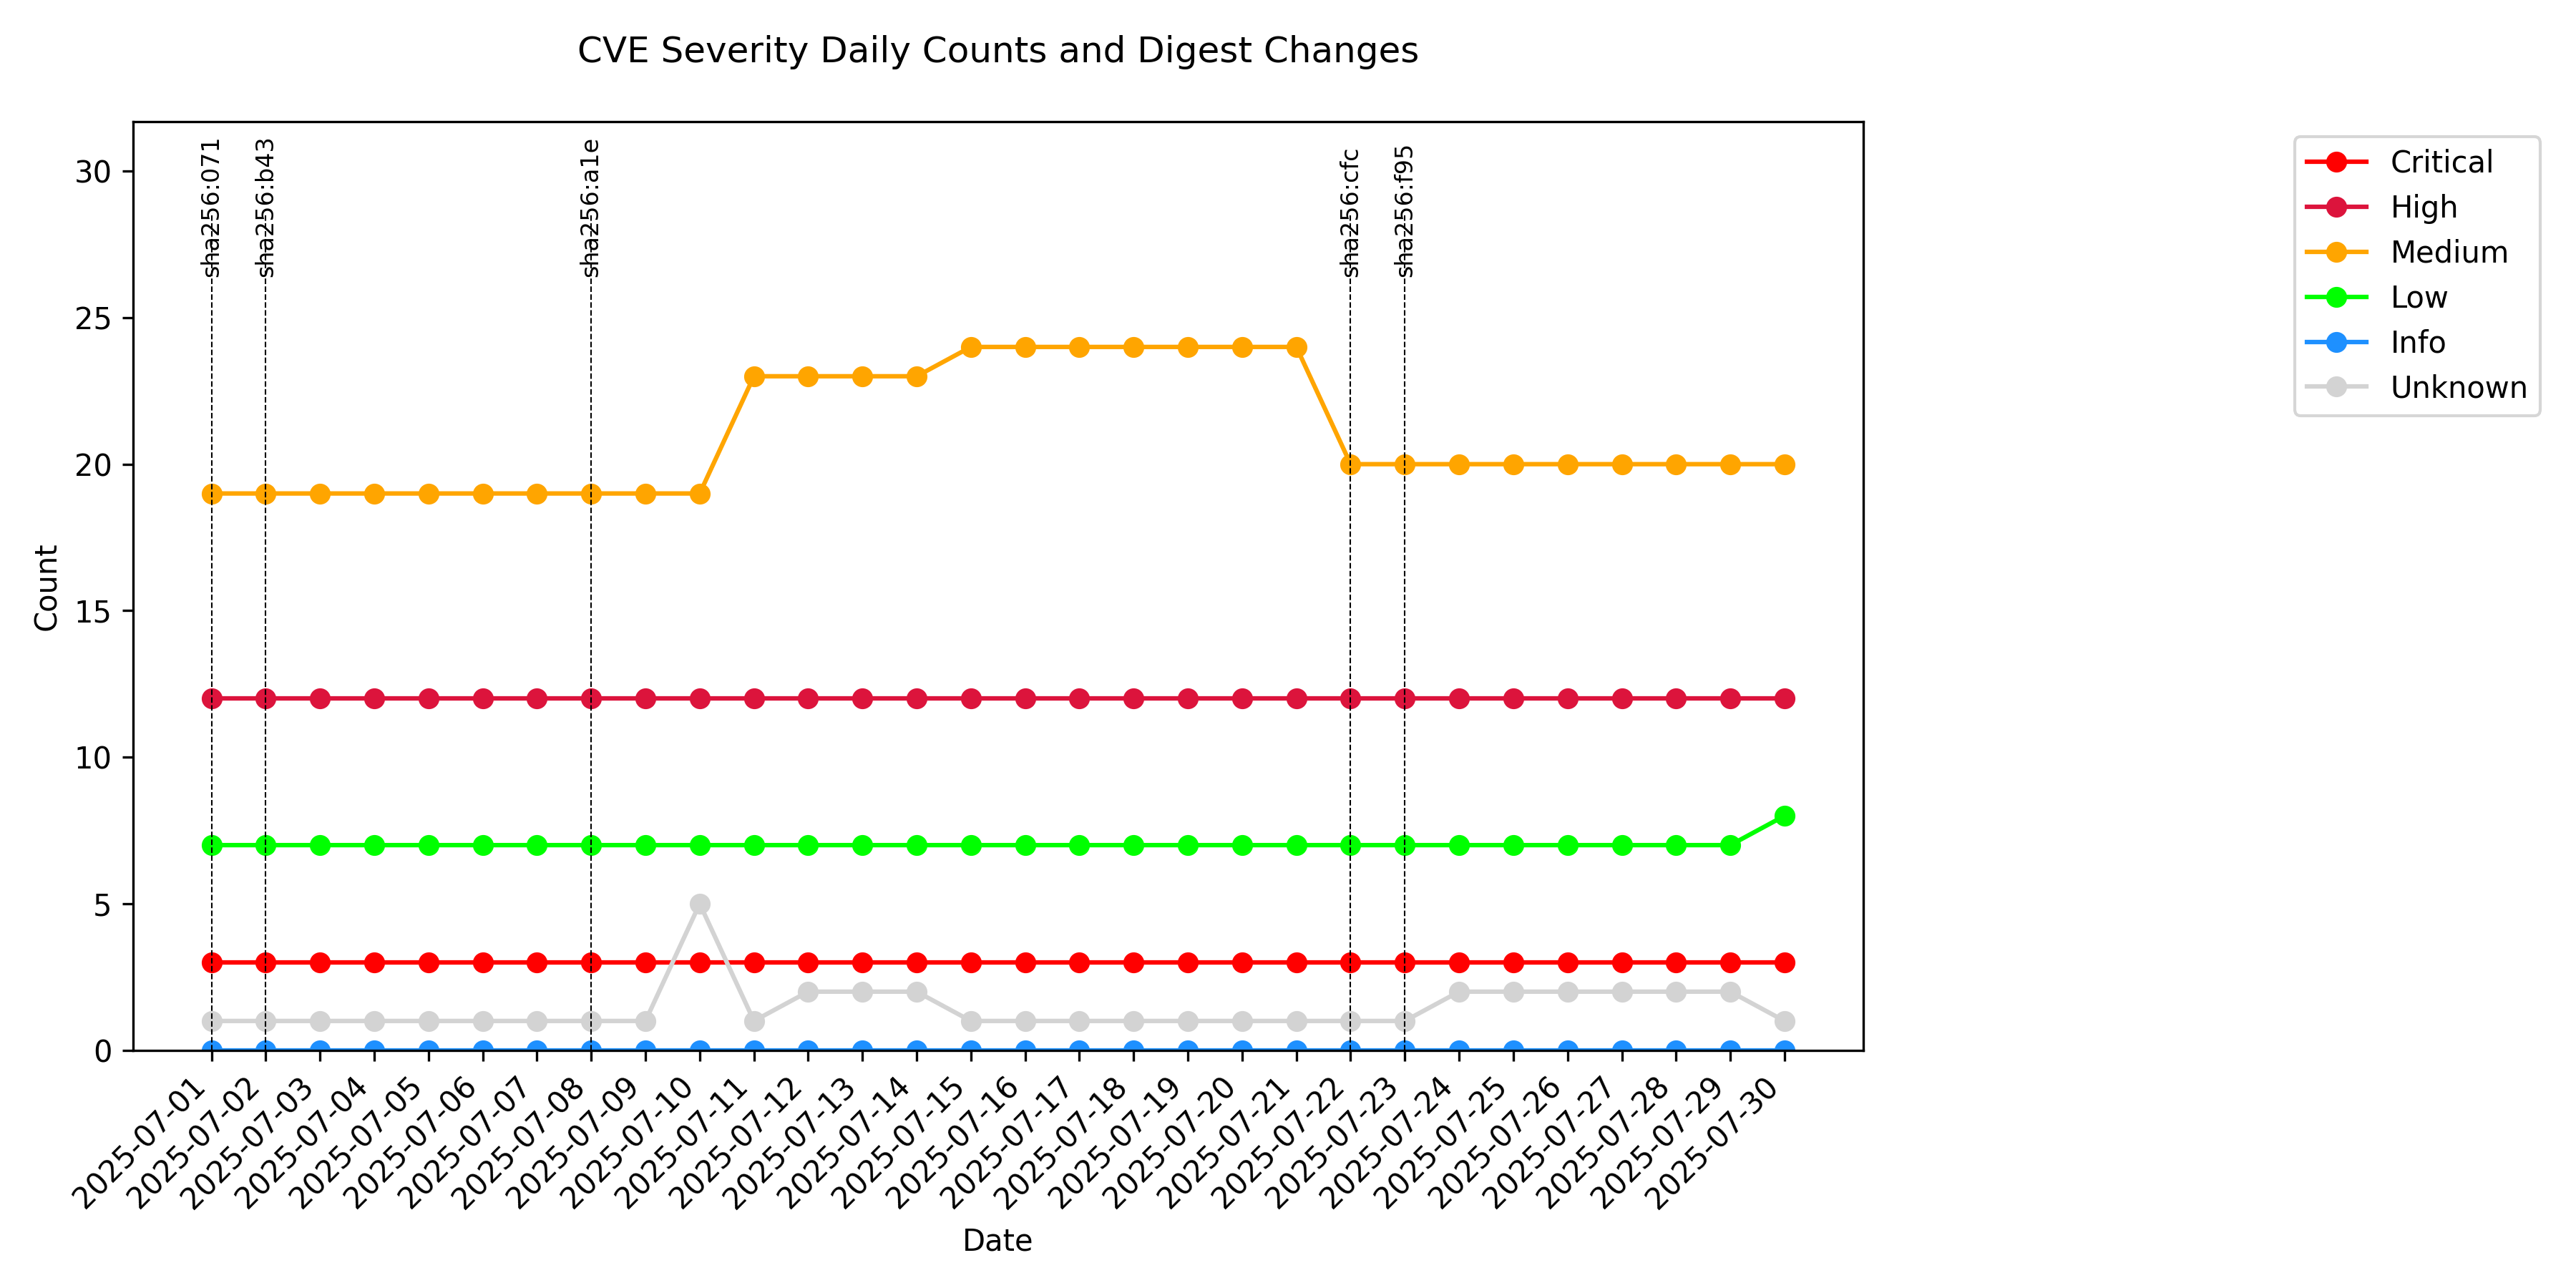 CVE Severity Daily Counts and Digest Changes
sha256:071
sha256:b43
sha256:a1e
sha256:cfc
sha256:f95
Critical
High
Medium
Low
Info
Unknown
30
25
20
15
10
5
0
Count
2025-07-01
2025-07-02
2025-07-03
2025-07-04
2025-07-05
2025-07-06
2025-07-07
2025-07-08
2025-07-09
2025-07-10
2025-07-11
2025-07-12
2025-07-13
2025-07-14
2025-07-15
2025-07-16
2025-07-17
2025-07-18
2025-07-19
2025-07-20
2025-07-21
2025-07-22
2025-07-23
2025-07-24
2025-07-25
2025-07-26
2025-07-27
2025-07-28
2025-07-29
2025-07-30
Date